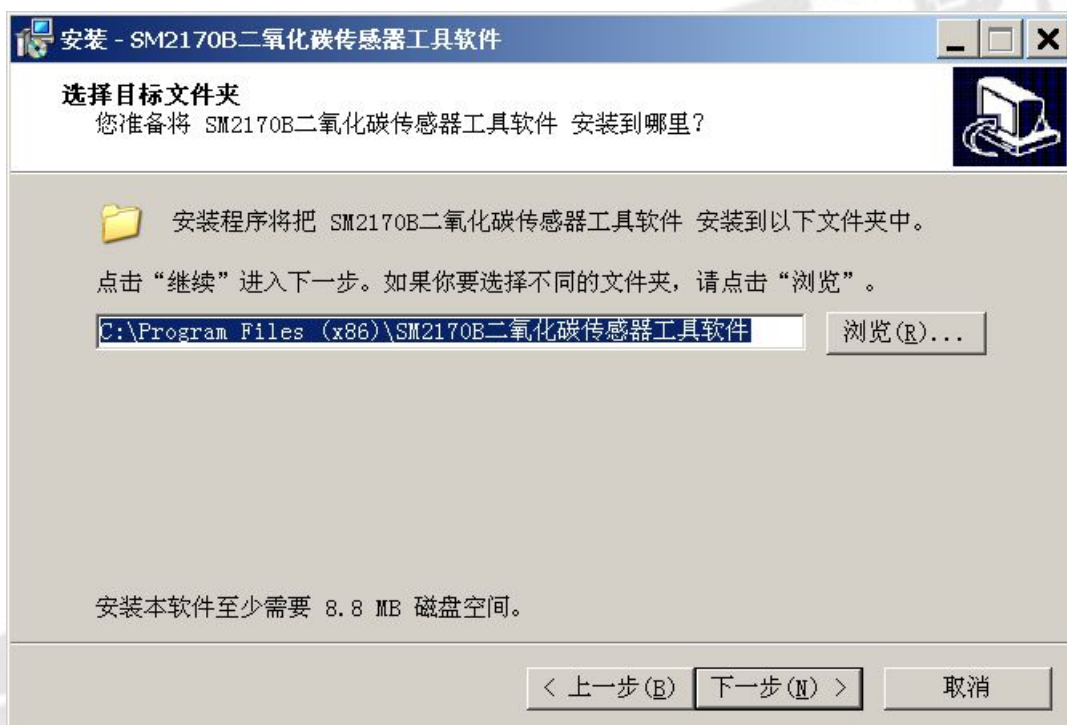 安装 - SM2170B二氧化碳传感器工具软件
选择目标文件夹
您准备将 SM2170B二氧化碳传感器工具软件 安装到哪里？
安装程序将把 SM2170B二氧化碳传感器工具软件 安装到以下文件夹中。
点击“继续”进入下一步。如果你要选择不同的文件夹，请点击“浏览”。
C:\Program Files (x86)\SM2170B二氧化碳传感器工具软件
浏览(R)...
安装本软件至少需要 8.8 MB 磁盘空间。
< 上一步(B) 下一步(N) > 取消